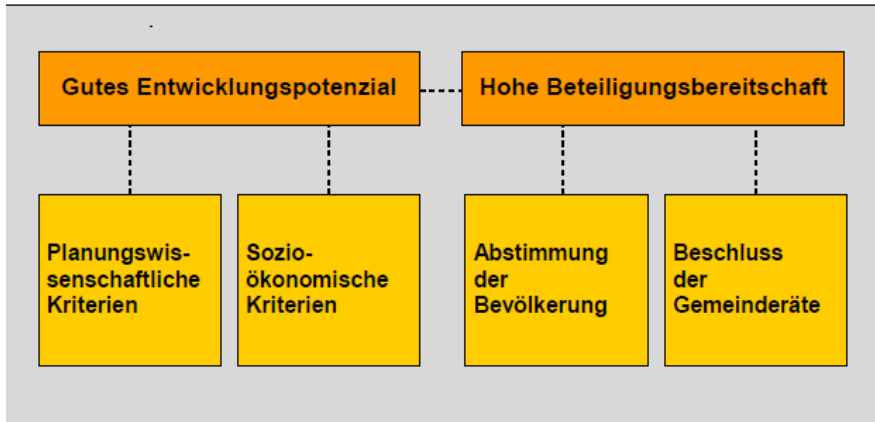 Gutes Entwicklungspotenzial
Hohe Beteiligungsbereitschaft
Planungswis-
senschaftliche
Kriterien
Sozio-
ökonomische
Kriterien
Abstimmung
der
Bevölkerung
Beschluss
der
Gemeinderäte